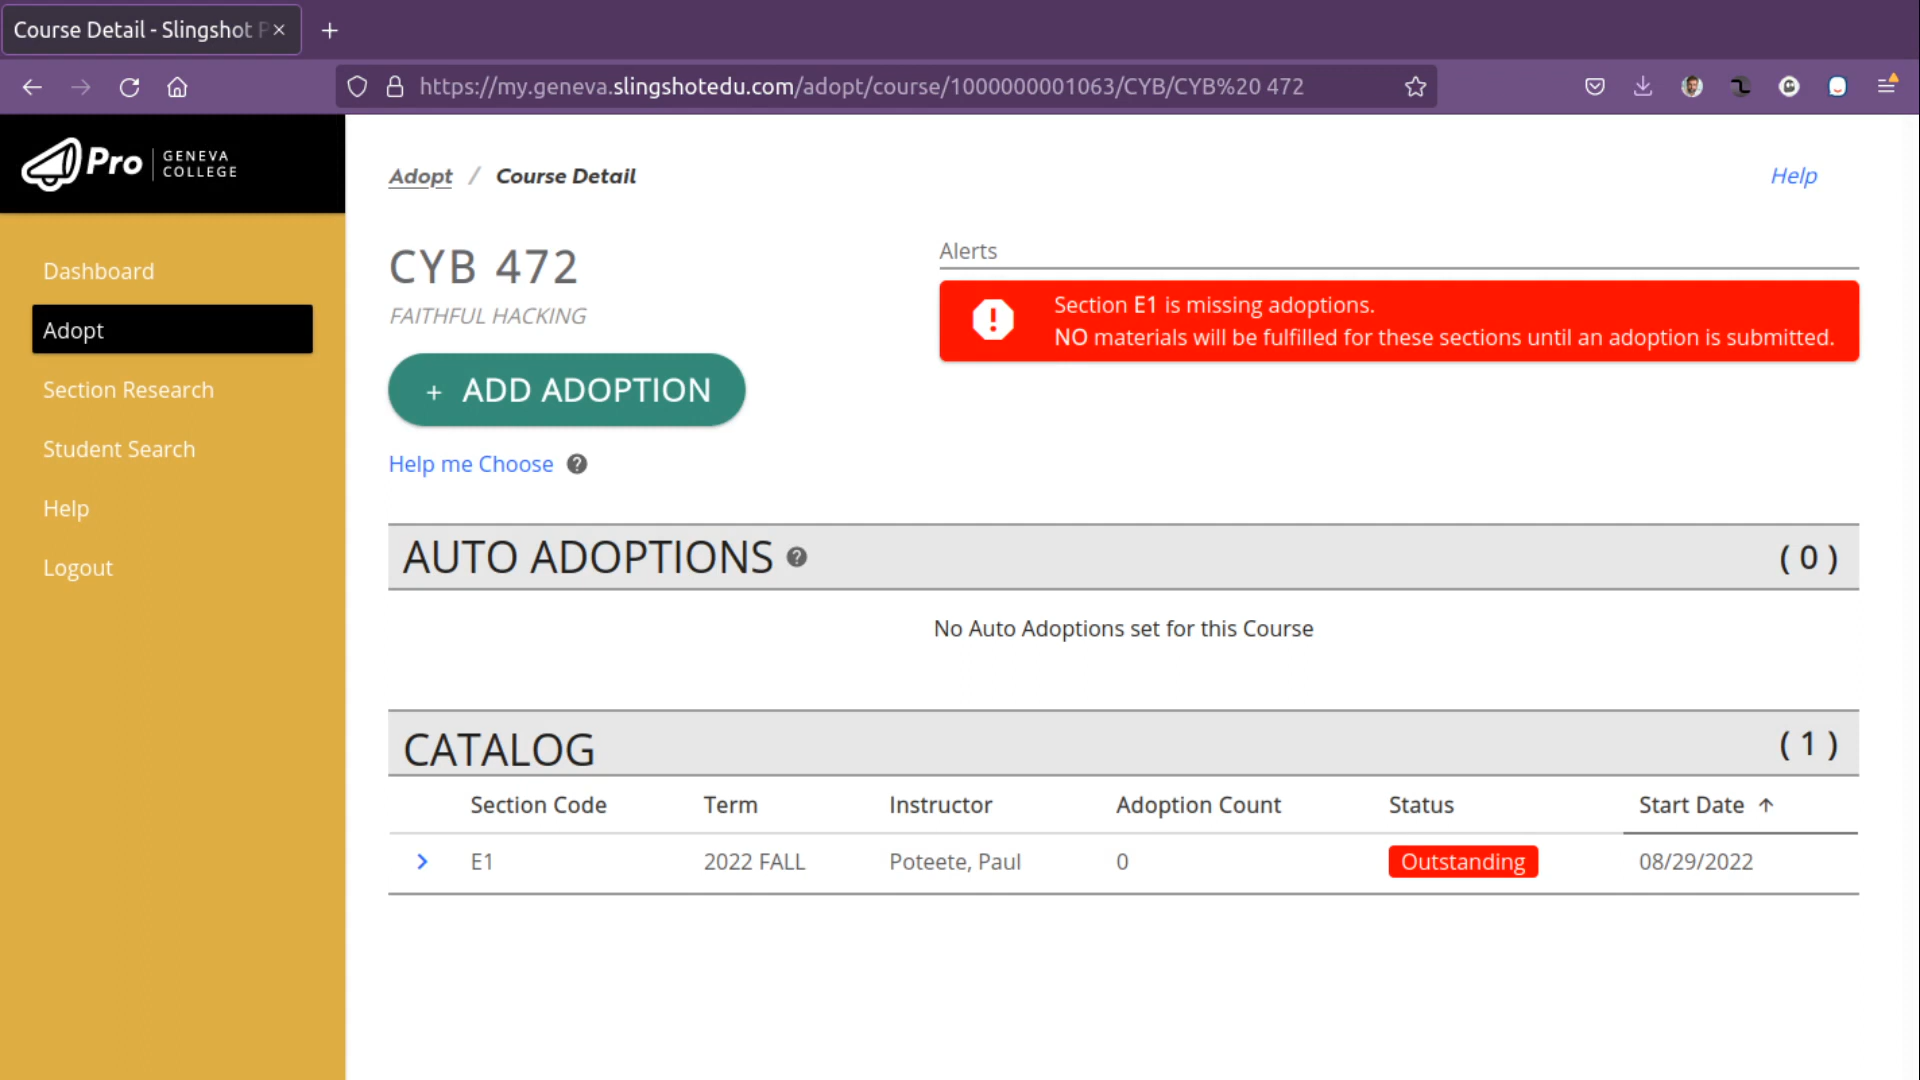 Course Detail - Slingshot P
https://my.geneva.slingshotedu.com/adopt/course/1000000001063/CYB/CYB%20 472
Pro GENEVA COLLEGE
Dashboard
Adopt
Section Research
Student Search
Help
Logout
Adopt / Course Detail
Help
CYB 472
FAITHFUL HACKING
+ ADD ADOPTION
Help me Choose ?
Alerts
Section E1 is missing adoptions.
NO materials will be fulfilled for these sections until an adoption is submitted.
AUTO ADOPTIONS ? ( 0 )
No Auto Adoptions set for this Course
CATALOG ( 1 )
Section Code Term Instructor Adoption Count Status Start Date ↑
E1 2022 FALL Poteete, Paul 0 Outstanding 08/29/2022